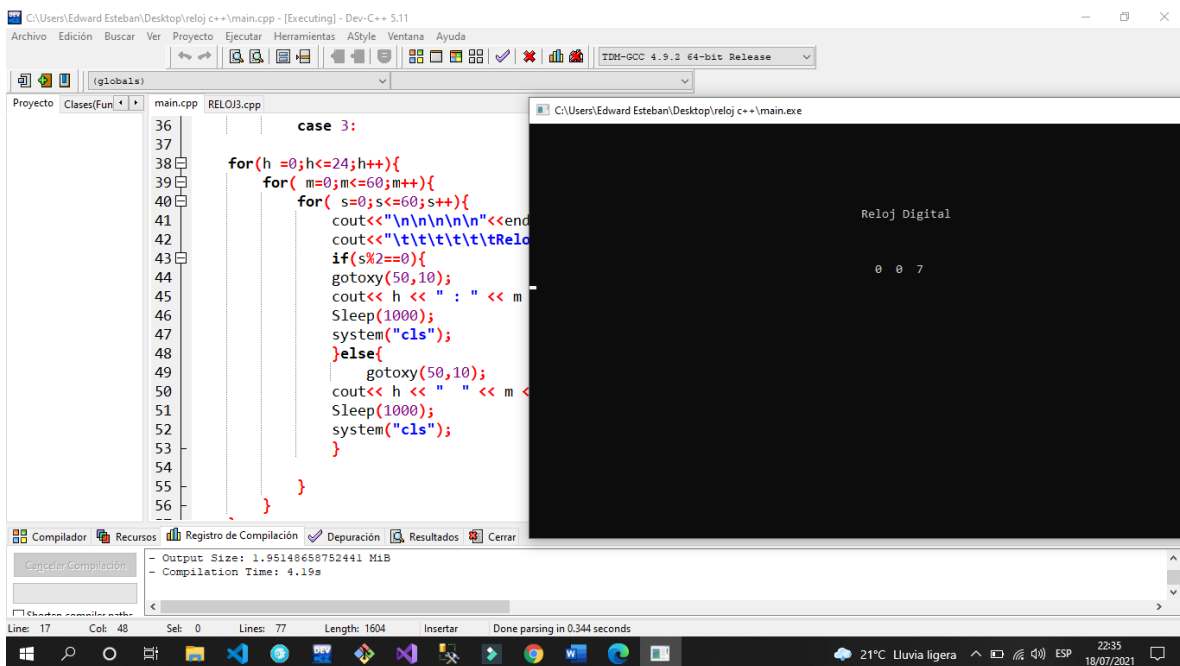 C:\Users\Edward Esteban\Desktop\reloj c++\main.cpp - [Executing] - Dev-C++ 5.11
Archivo Edición Buscar Ver Proyecto Ejecutar Herramientas AStyle Ventana Ayuda
TDM-GCC 4.9.2 64-bit Release
(globals)
Proyecto Clases(Fun main.cpp RELOJ3.cpp
C:\Users\Edward Esteban\Desktop\reloj c++\main.exe
36 case 3:
37
38 for(h =0;h<=24;h++){
39 for( m=0;m<=60;m++){
40 for( s=0;s<=60;s++){
41 cout<<"\n\n\n\n\n"<<end
42 cout<<"\t\t\t\t\t\tRelo
43 if(s%2==0){
44 gotoxy(50,10);
45 cout<< h << " : " << m
46 Sleep(1000);
47 system("cls");
48 }else{
49 gotoxy(50,10);
50 cout<< h << "  " << m <
51 Sleep(1000);
52 system("cls");
53 }
54
55 }
56 }
Reloj Digital
0 0 7
Compilador Recursos Registro de Compilación Depuración Resultados Cerrar
Cancelar Compilación
- Output Size: 1.95148658752441 MiB
- Compilation Time: 4.19s
Shorten compiler paths
Line: 17 Col: 48 Sel: 0 Lines: 77 Length: 1604 Insertar Done parsing in 0.344 seconds
DEV
21°C Lluvia ligera ESP 22:35
18/07/2021